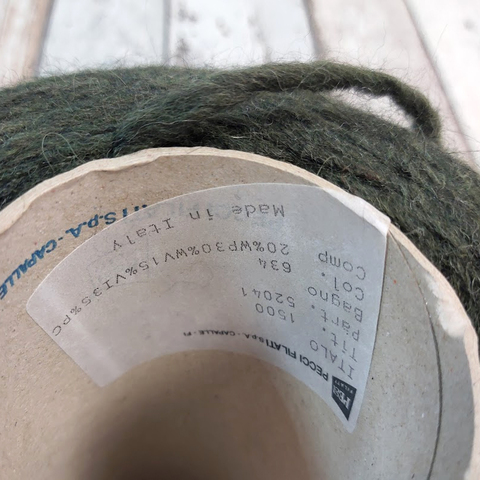 PECCI FILATI S.p.A. - CAPALLE - FI
ITALO
Tit. 1500
Part. 52041
Bagno
Col. 634
Comp 20%WP30%WV15%VI35%PC
Made in Italy
ATI S.p.A. - CAPALLE